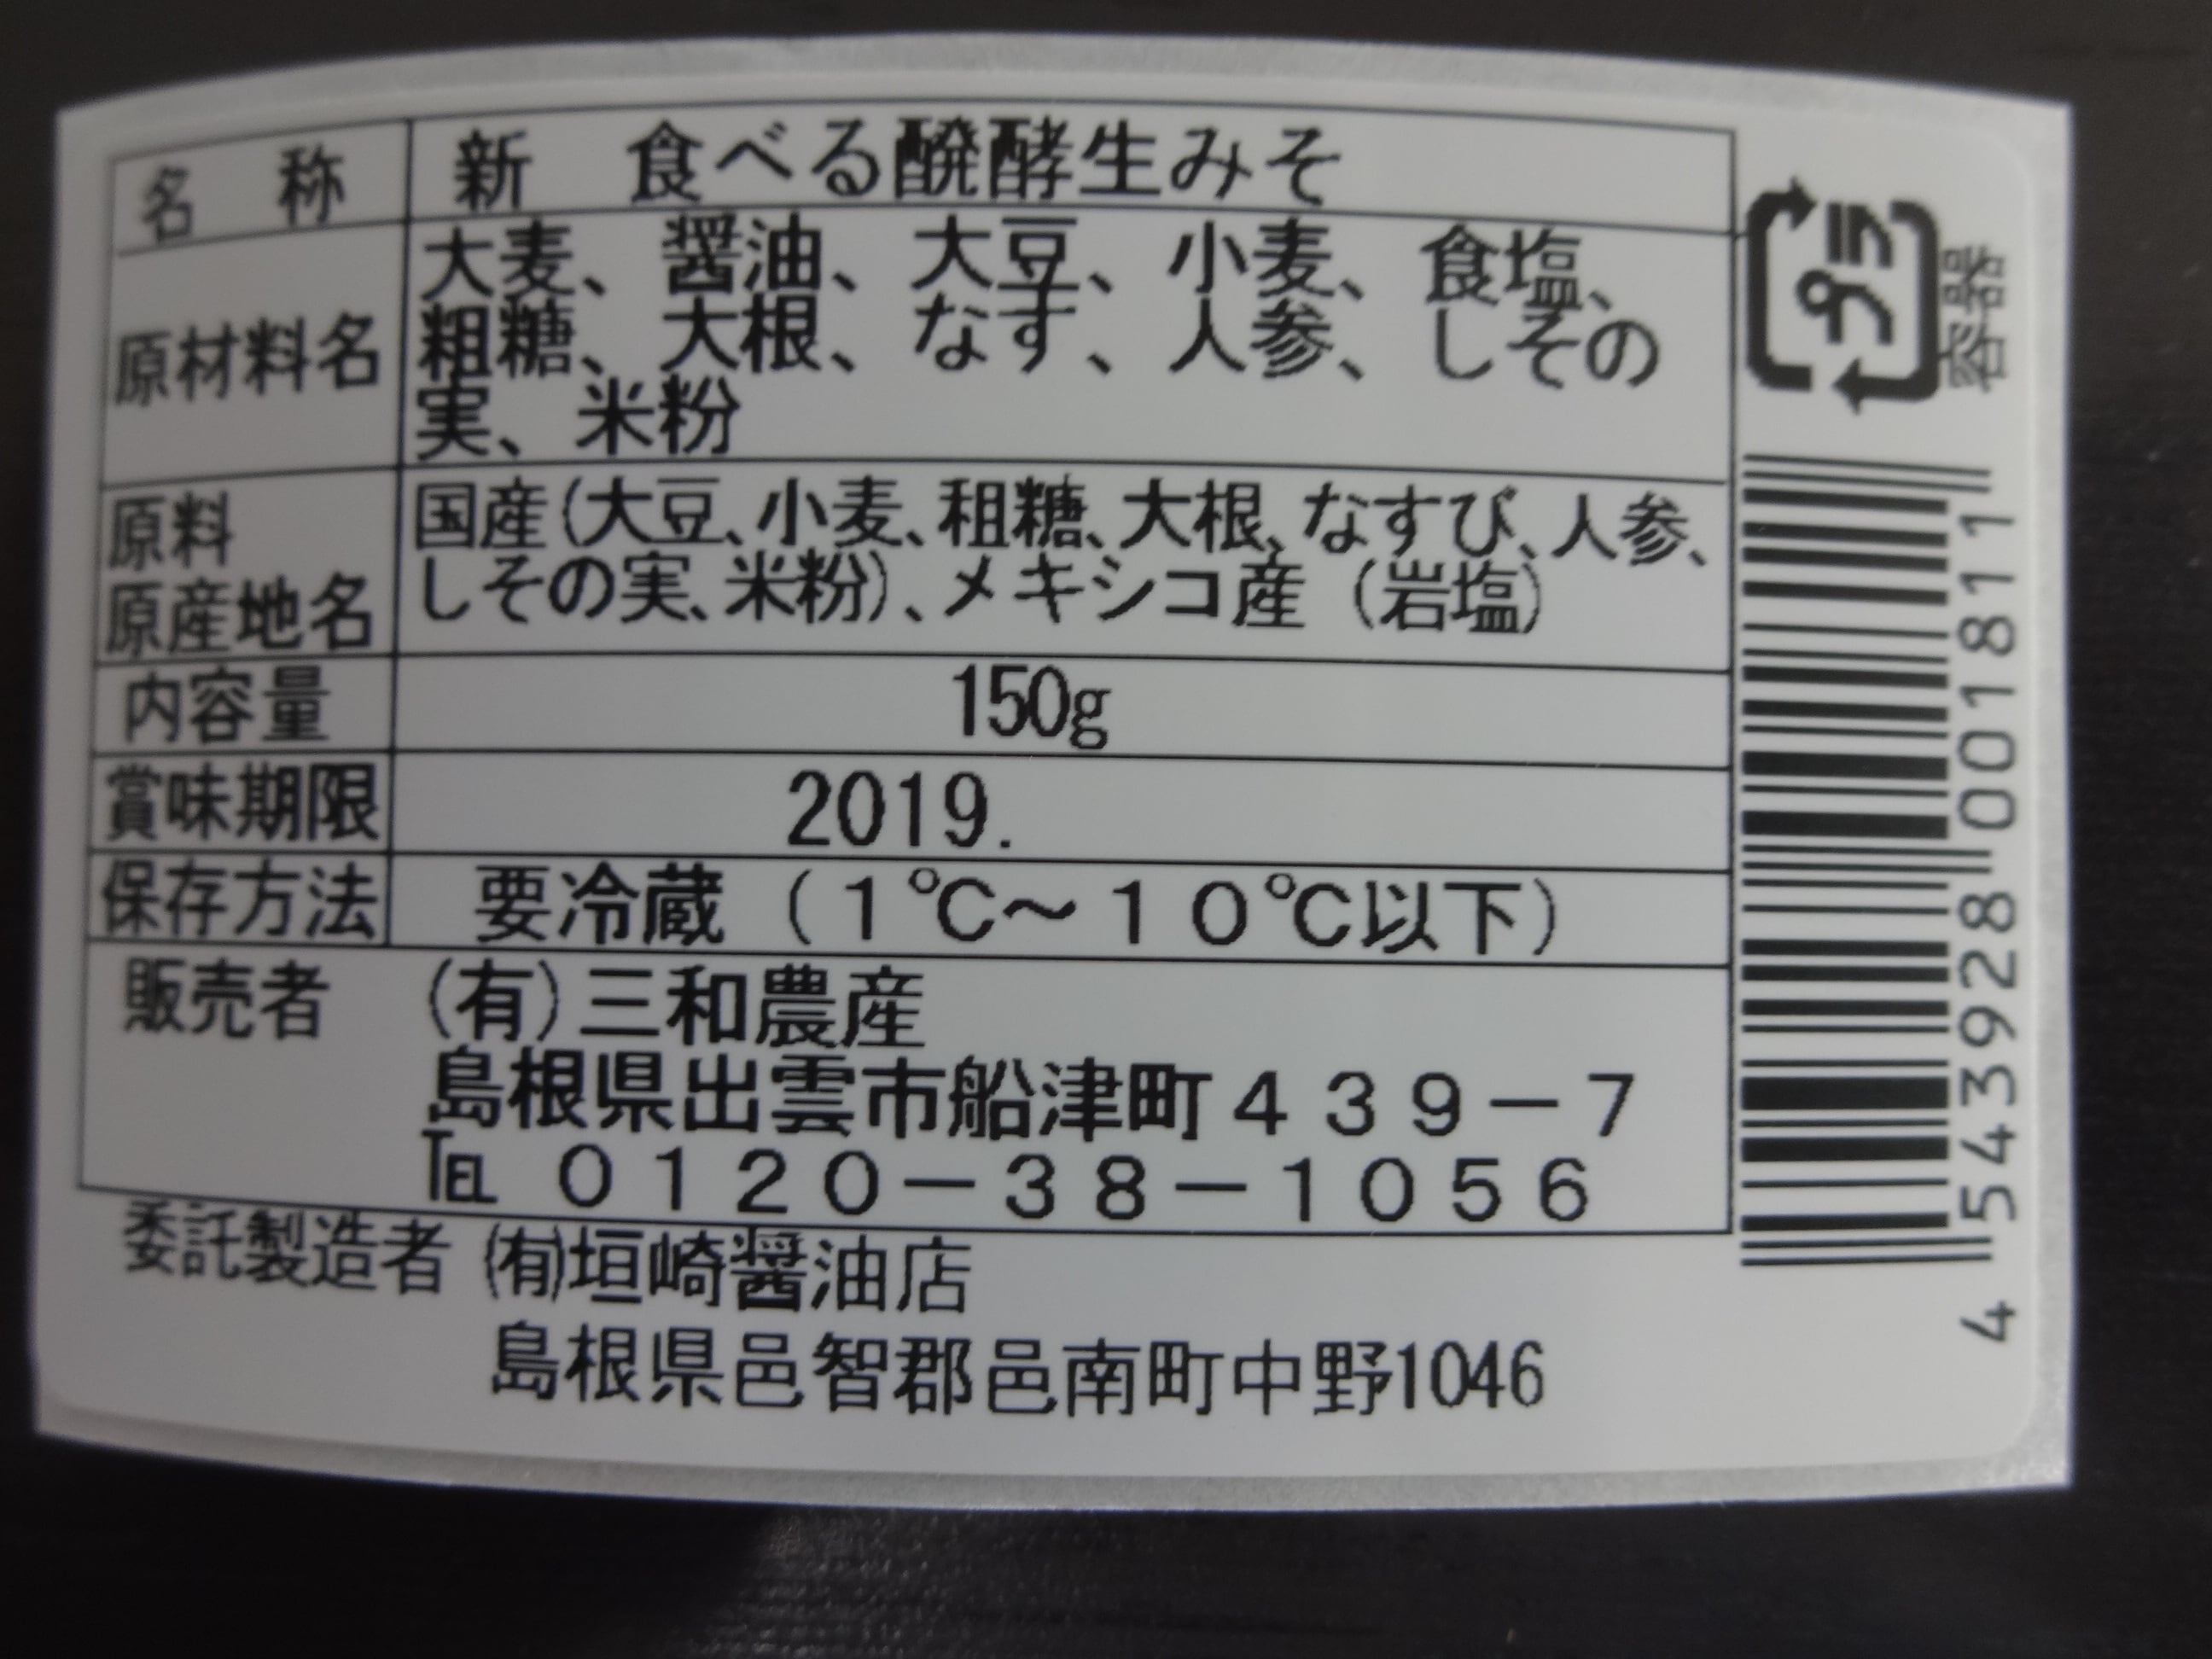 名 称 新 食べる醗酵生みそ
原材料名 大麦、醤油、大豆、小麦、食塩、
粗糖、大根、なす、人参、しその
実、米粉
原料
原産地名 国産(大豆、小麦、粗糖、大根、なすび、人参、
しその実、米粉)、メキシコ産(岩塩)
内容量 150g
賞味期限 2019.
保存方法 要冷蔵(1℃~10℃以下)
販売者 (有)三和農産
島根県出雲市船津町439-7
℡ 0120-38-1056
委託製造者 (有)垣崎醤油店
島根県邑智郡邑南町中野1046
プラ
容器
4 543928 001811